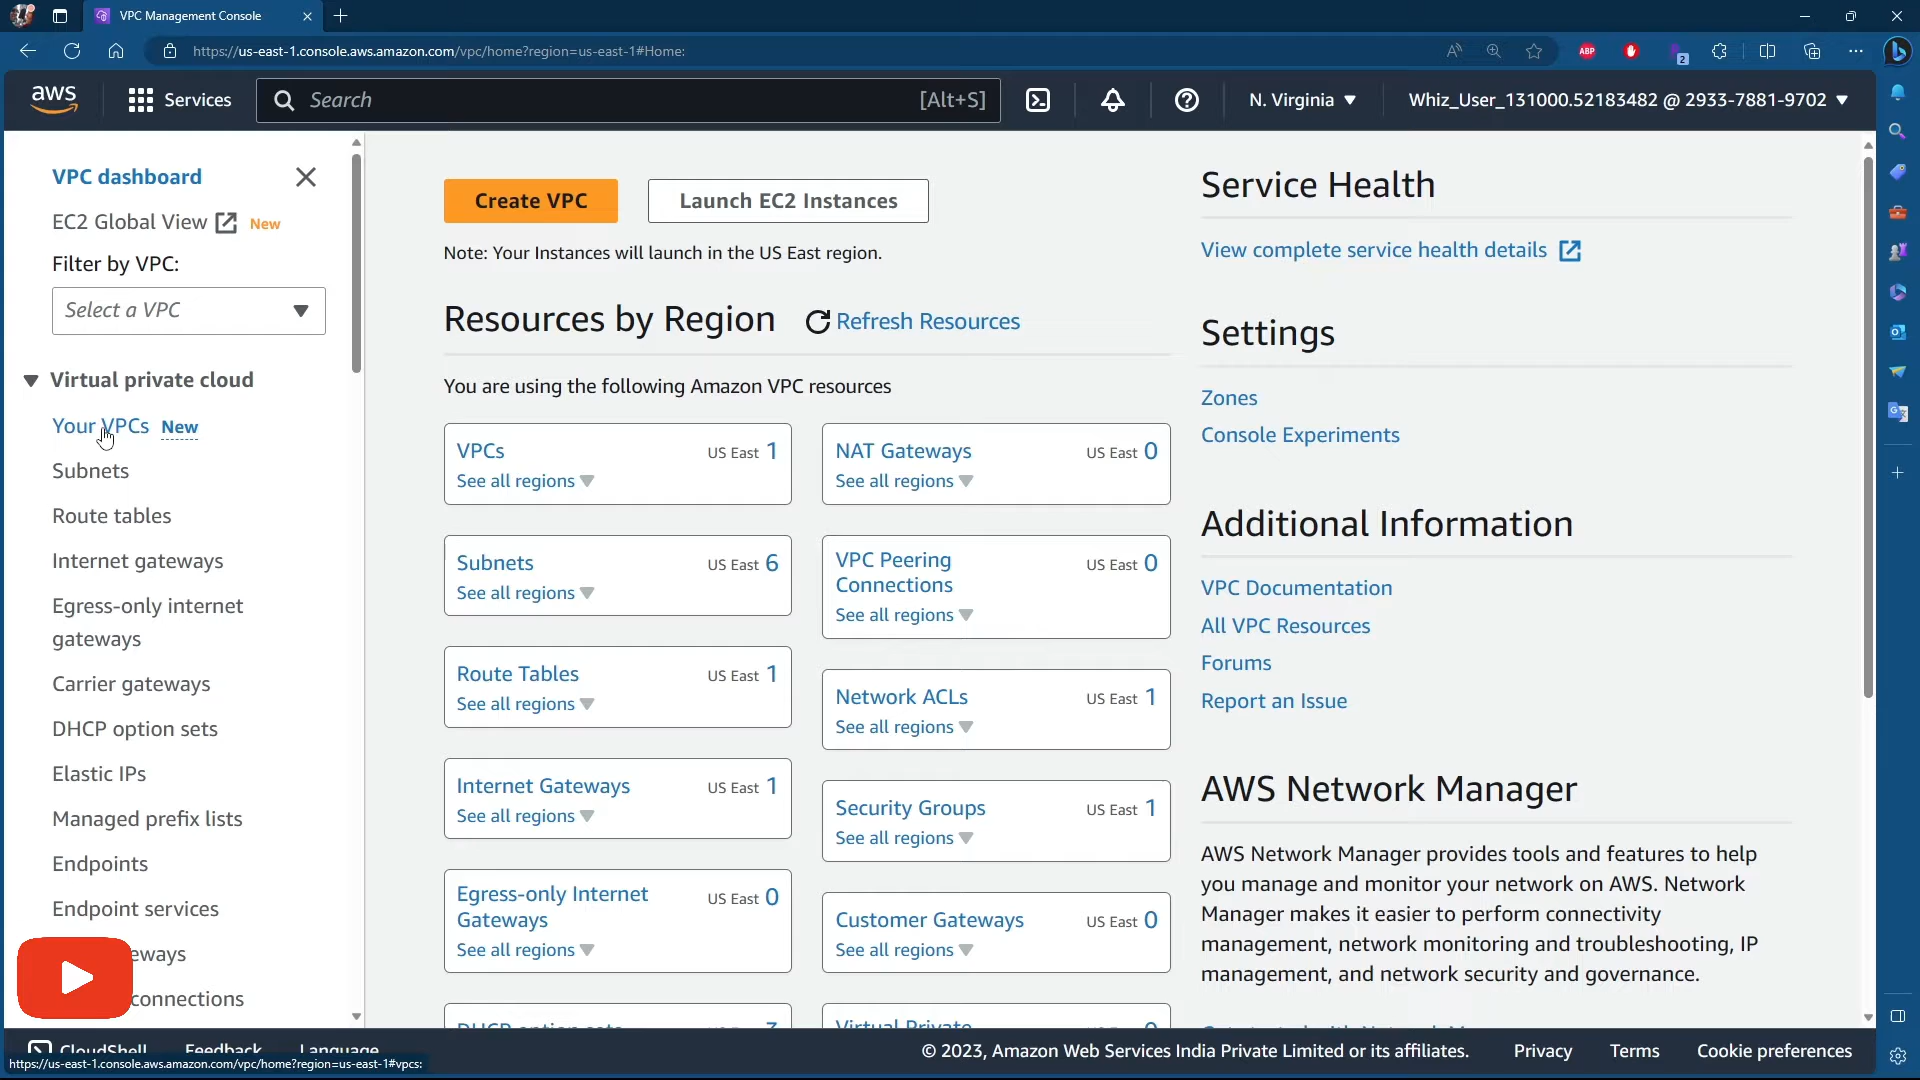 VPC Management Console
https://us-east-1.console.aws.amazon.com/vpc/home?region=us-east-1#Home:
ABP
2
aws
Services
Search
[Alt+S]
N. Virginia
Whiz_User_131000.52183482 @ 2933-7881-9702
VPC dashboard
EC2 Global View
New
Filter by VPC:
Select a VPC
Virtual private cloud
Your VPCs New
Subnets
Route tables
Internet gateways
Egress-only internet
gateways
Carrier gateways
DHCP option sets
Elastic IPs
Managed prefix lists
Endpoints
Endpoint services
eways
connections
Create VPC
Launch EC2 Instances
Note: Your Instances will launch in the US East region.
Resources by Region
Refresh Resources
You are using the following Amazon VPC resources
VPCs
US East 1
See all regions
NAT Gateways
US East 0
See all regions
Subnets
US East 6
See all regions
VPC Peering
Connections
US East 0
See all regions
Route Tables
US East 1
See all regions
Network ACLs
US East 1
See all regions
Internet Gateways
US East 1
See all regions
Security Groups
US East 1
See all regions
Egress-only Internet
Gateways
US East 0
See all regions
Customer Gateways
US East 0
See all regions
DHCP option sets
Virtual Private
Service Health
View complete service health details
Settings
Zones
Console Experiments
Additional Information
VPC Documentation
All VPC Resources
Forums
Report an Issue
AWS Network Manager
AWS Network Manager provides tools and features to help
you manage and monitor your network on AWS. Network
Manager makes it easier to perform connectivity
management, network monitoring and troubleshooting, IP
management, and network security and governance.
CloudShell
Feedback
Language
© 2023, Amazon Web Services India Private Limited or its affiliates.
Privacy
Terms
Cookie preferences
https://us-east-1.console.aws.amazon.com/vpc/home?region=us-east-1#vpcs: